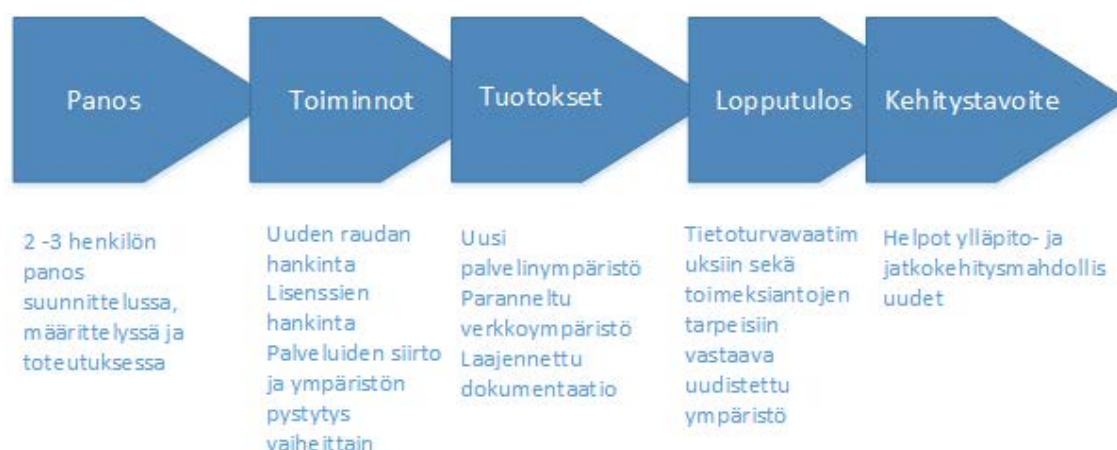 Panos
Toiminnot
Tuotokset
Lopputulos
Kehitystavoite
2 -3 henkilön
panos
suunnittelussa,
määrittelyssä ja
toteutuksessa
Uuden raudan
hankinta
Lisenssien
hankinta
Palveluiden siirto
ja ympäristön
pystytys
vaiheittain
Uusi
palvelinympäristö
Paranneltu
verkkoympäristö
Laajennettu
dokumentaatio
Tietoturvavaatim
uksiin sekä
toimeksiantojen
tarpeisiin
vastaava
uudistettu
ympäristö
Helpot ylläpito- ja
jatkokehitysmahdollis
uudet